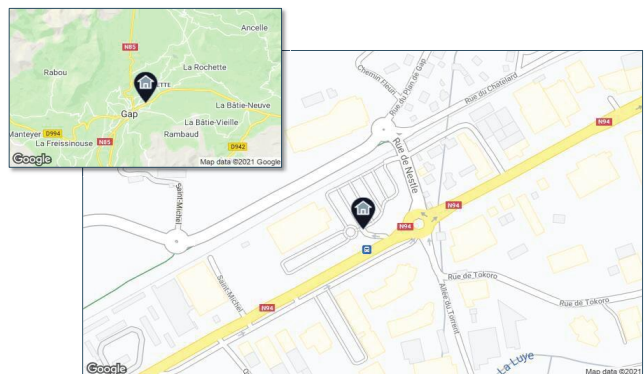 Ancelle
N85
Rabou
La Rochette
ETTE
La Bâtie-Neuve
Gap
La Bâtie-Vieille
Manteyer
D994
La Freissinouse
N85
Rambaud
D942
Google
Map data ©2021 Google
Chemin Fleuri
Rue du Plan de Gap
Rue du Chatelard
N94
Rue de Nestle
Saint-Michel
N94
N94
Rue de Tokoro
Saint-Michel
Rue de Tokoro
Allée du Torrent
N94
La Luye
Google
Map data ©2021